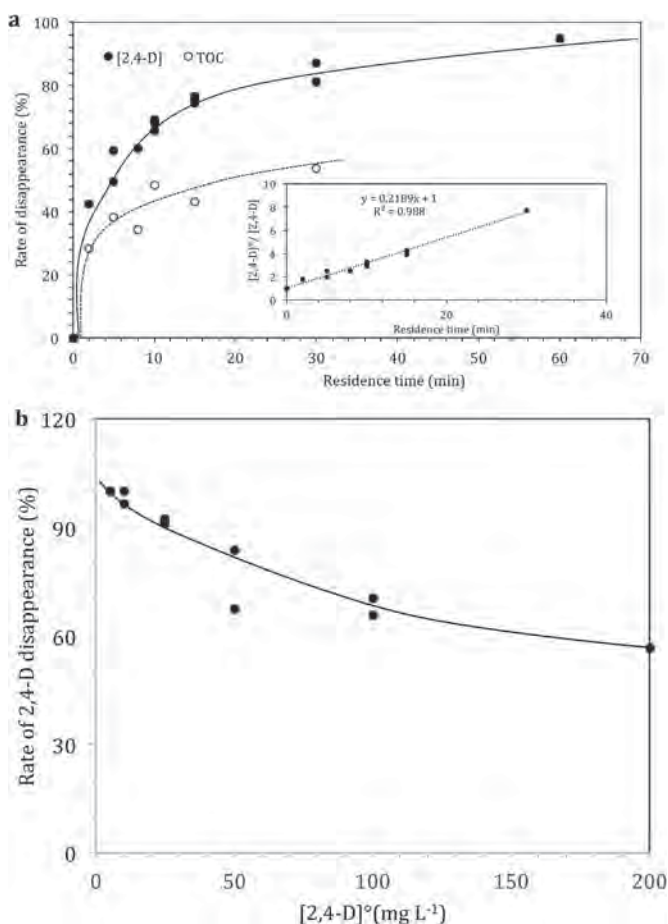 a
100
80
60
40
20
0
Rate of disappearance (%)
[2,4-D]
TOC
10
8
6
4
2
0
[2,4-D]°/ [2,4-D]
y = 0.2189x + 1
R² = 0.988
0
20
40
Residence time (min)
0
10
20
30
40
50
60
70
Residence time (min)
b
120
90
60
30
0
Rate of 2,4-D disappearance (%)
0
50
100
150
200
[2,4-D]°(mg L⁻¹)